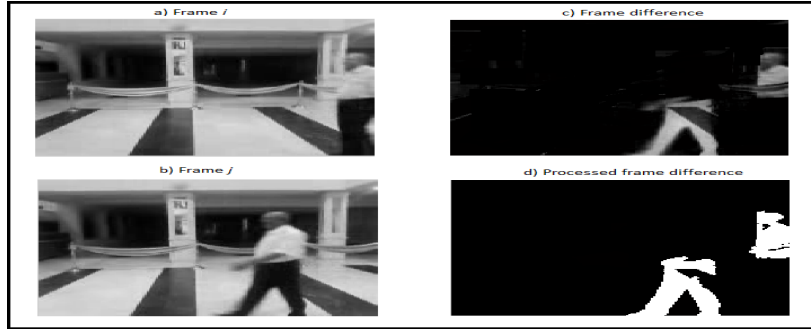 a) Frame i
c) Frame difference
b) Frame j
d) Processed frame difference